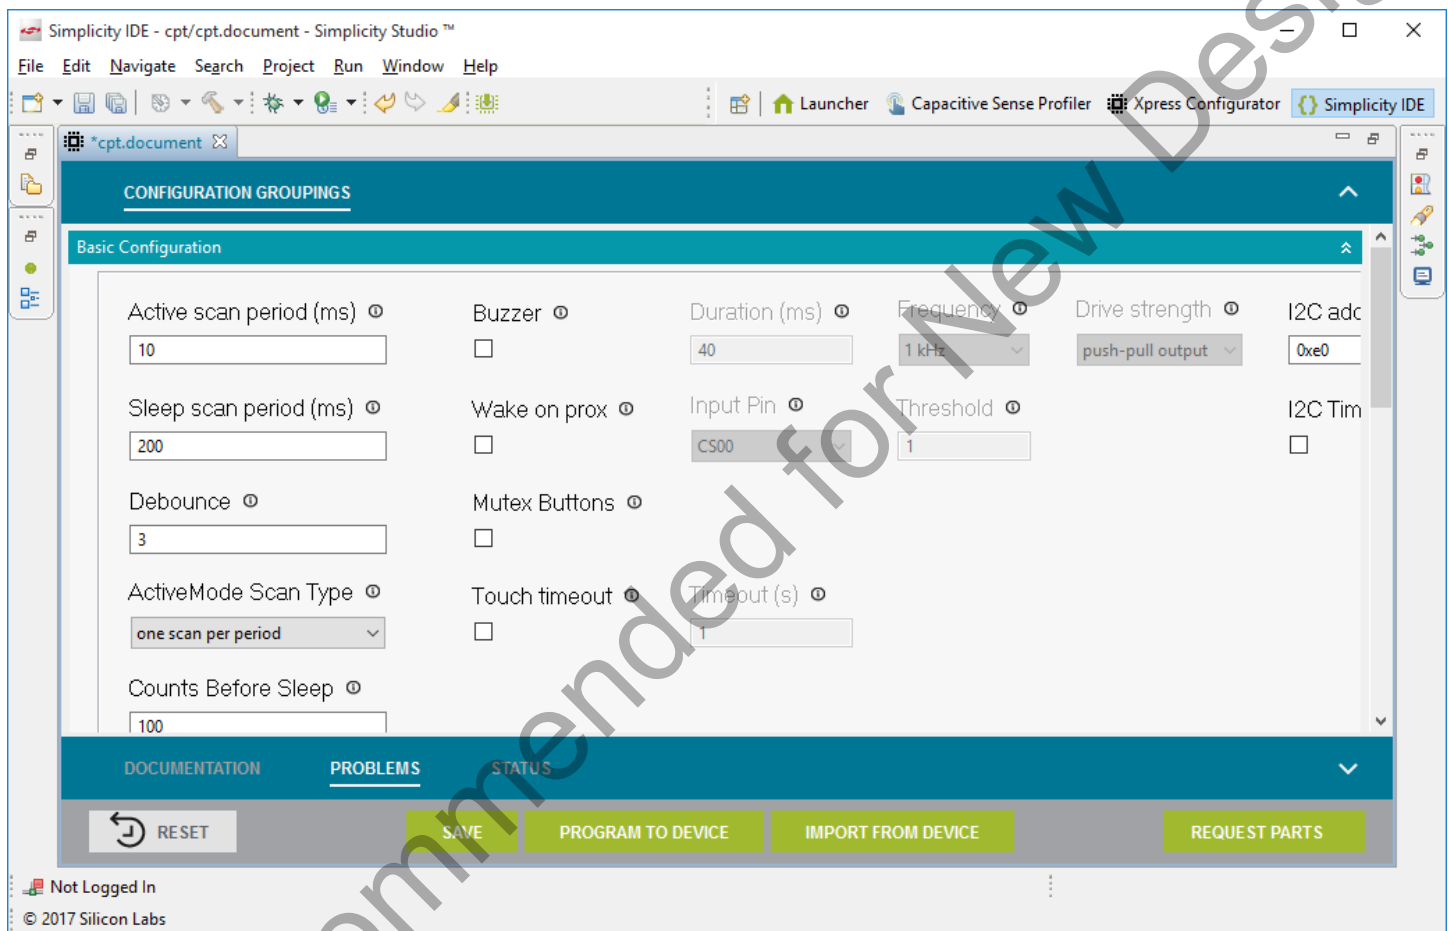 Simplicity IDE - cpt/cpt.document - Simplicity Studio ™
File Edit Navigate Search Project Run Window Help
Launcher Capacitive Sense Profiler Xpress Configurator Simplicity IDE
*cpt.document
CONFIGURATION GROUPINGS
Basic Configuration
Active scan period (ms) Buzzer Duration (ms) Frequency Drive strength I2C adc
10 40 1 kHz push-pull output 0xe0
Sleep scan period (ms) Wake on prox Input Pin Threshold I2C Tim
200 CS00 1
Debounce Mutex Buttons
3
ActiveMode Scan Type Touch timeout Timeout (s)
one scan per period 1
Counts Before Sleep
100
DOCUMENTATION PROBLEMS STATUS
RESET SAVE PROGRAM TO DEVICE IMPORT FROM DEVICE REQUEST PARTS
Not Logged In
© 2017 Silicon Labs
ommended for New Desig